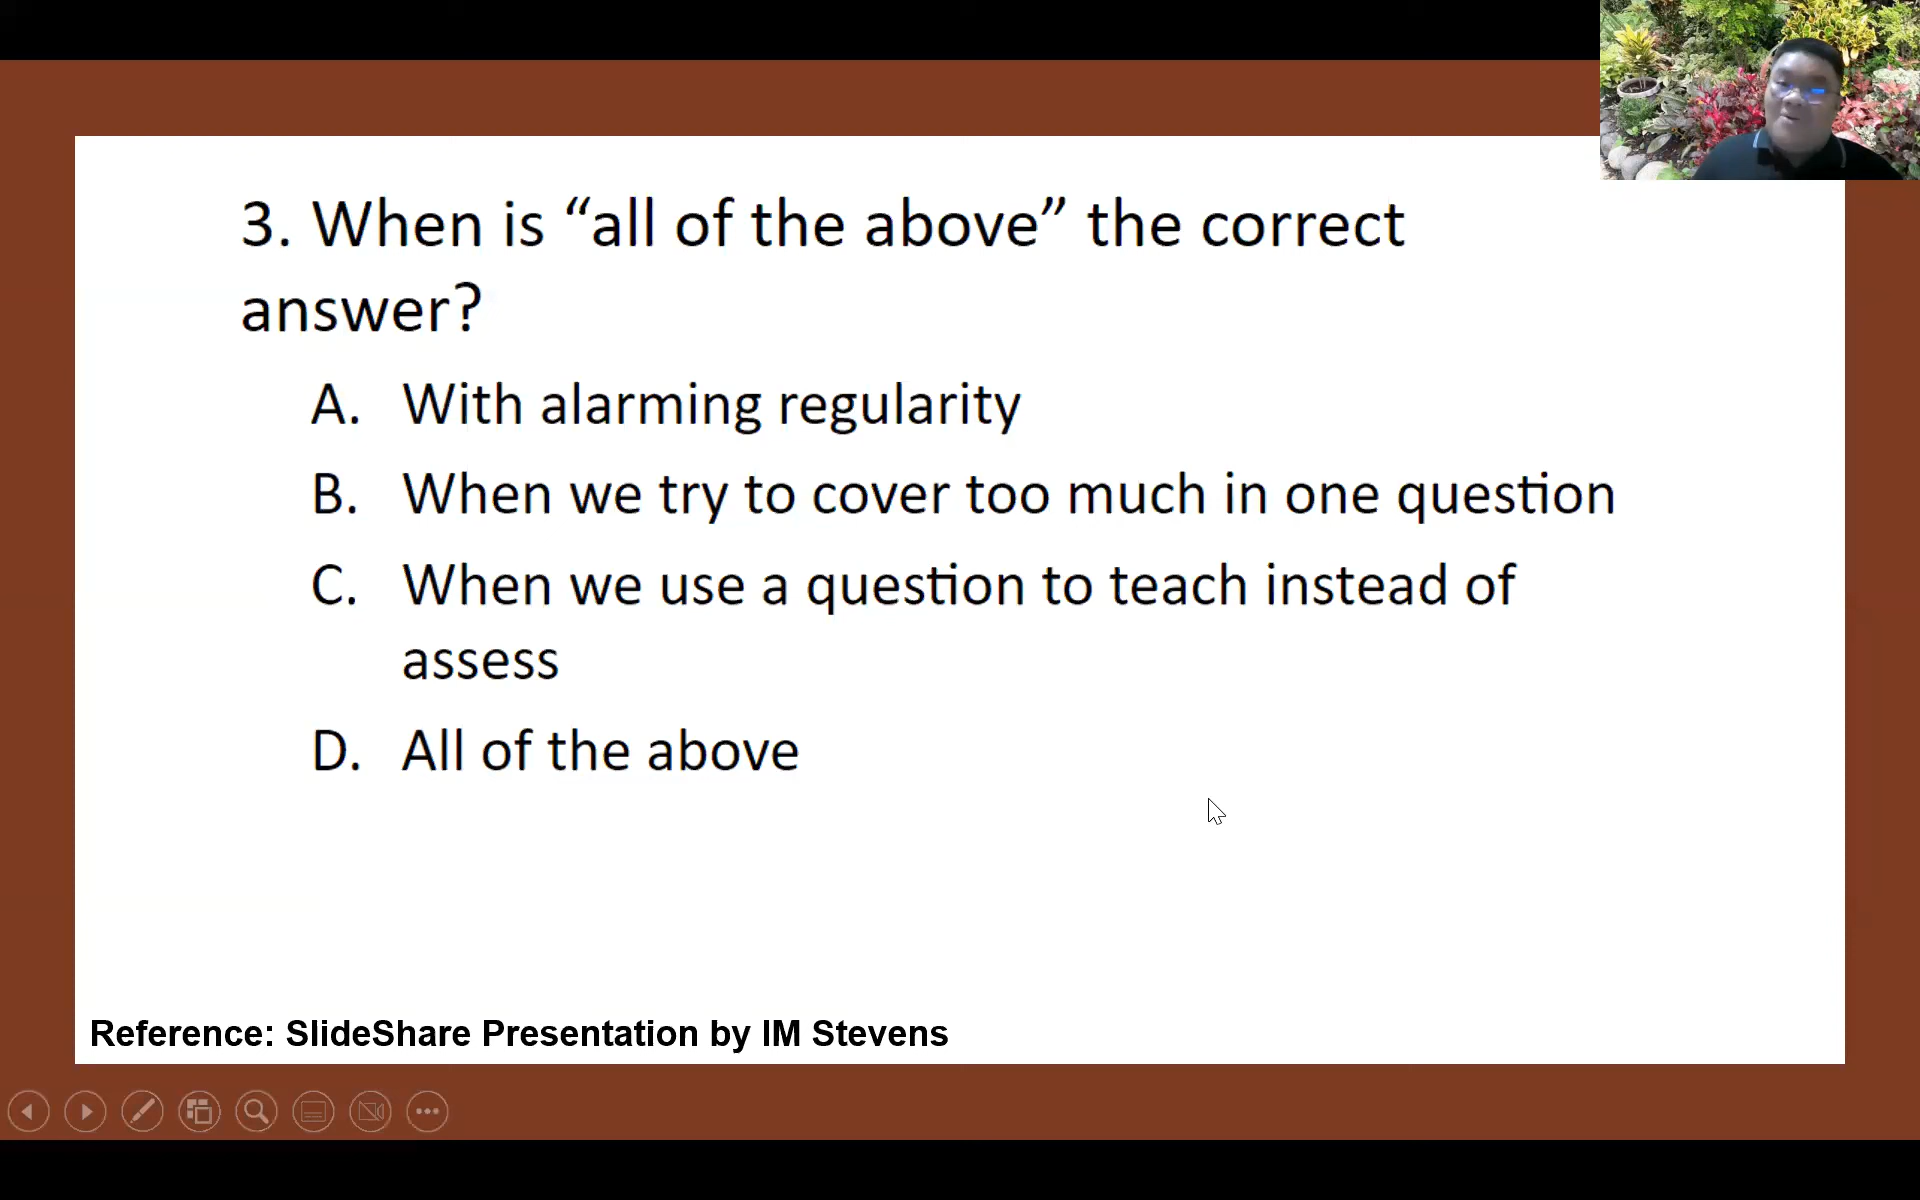 3. When is “all of the above” the correct
answer?
A. With alarming regularity
B. When we try to cover too much in one question
C. When we use a question to teach instead of
assess
D. All of the above
Reference: SlideShare Presentation by IM Stevens